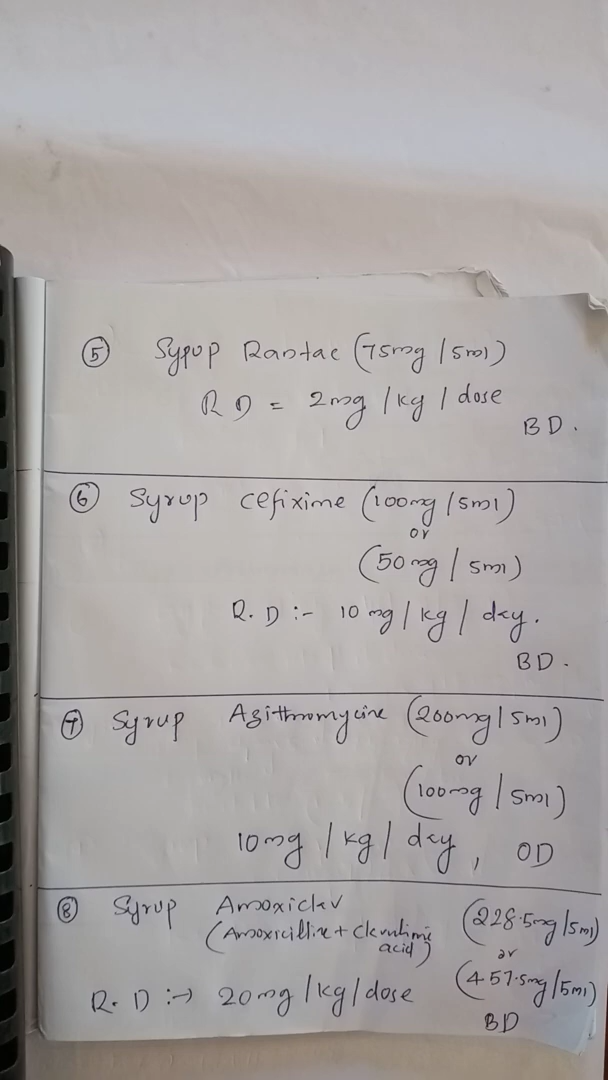 ⑤ Syrup Rantac (75mg/5ml)
RD = 2mg/kg/dose
BD.
⑥ Syrup cefixime (100mg/5ml)
or
(50mg/5ml)
R.D :- 10mg/kg/day.
BD.
⑦ Syrup Azithromycine (200mg/5ml)
or
(100mg/5ml)
10mg/kg/day, OD
⑧ Syrup Amoxiclav (228.5mg/5ml)
(Amoxicilline + Clavulinic acid)
or
R.D :→ 20mg/kg/dose (457.5mg/5ml)
BD